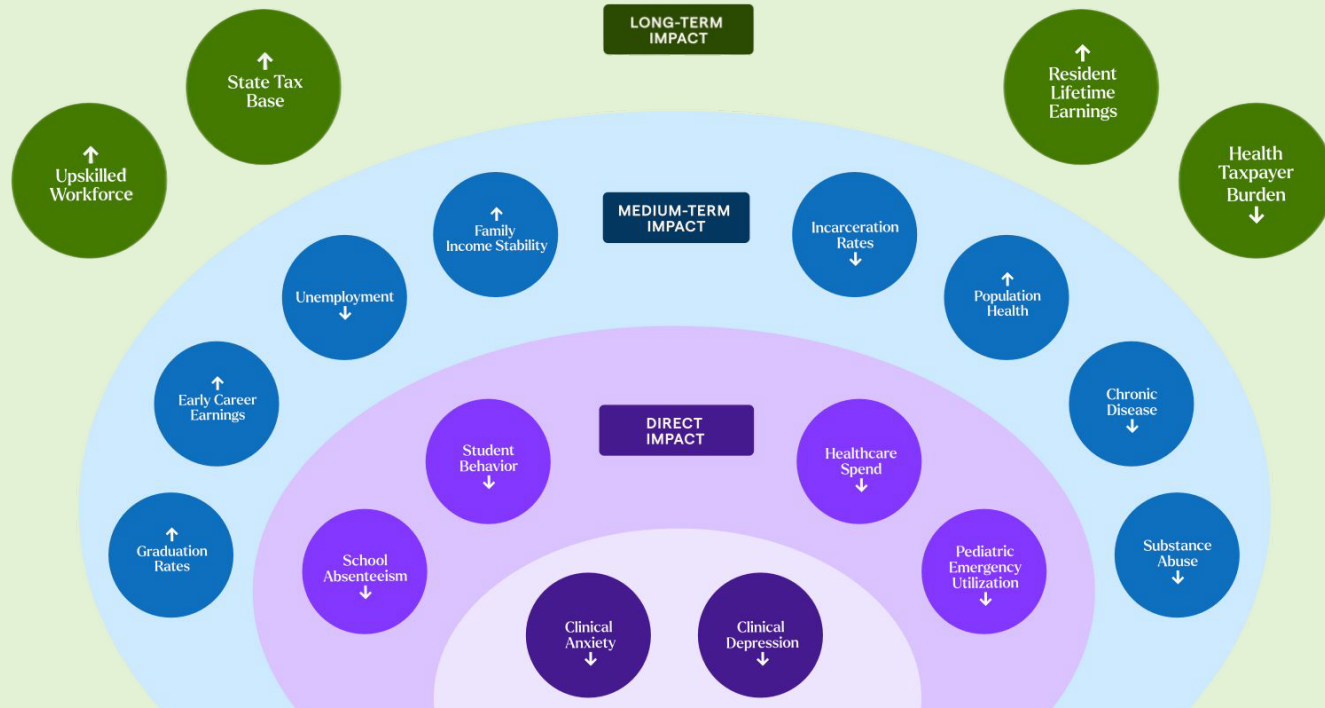 LONG-TERM
IMPACT
↑
State Tax
Base
↑
Resident
Lifetime
Earnings
↑
Upskilled
Workforce
Health
Taxpayer
Burden
↓
MEDIUM-TERM
IMPACT
↑
Family
Income Stability
Incarceration
Rates
↓
Unemployment
↓
↑
Population
Health
↑
Early Career
Earnings
Chronic
Disease
↓
↑
Graduation
Rates
Substance
Abuse
↓
DIRECT
IMPACT
Student
Behavior
↓
Healthcare
Spend
↓
School
Absenteeism
↓
Pediatric
Emergency
Utilization
↓
Clinical
Anxiety
↓
Clinical
Depression
↓